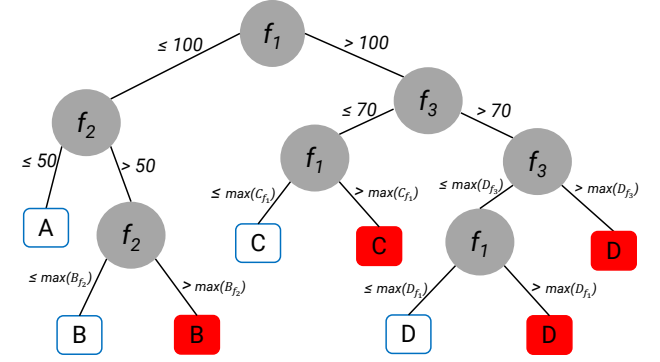 f1
≤ 100
> 100
f2
f3
≤ 50
> 50
≤ 70
> 70
f1
f3
A
f2
≤ max(Cf1)
> max(Cf1)
≤ max(Df3)
> max(Df3)
C
C
f1
D
≤ max(Bf2)
> max(Bf2)
≤ max(Df1)
> max(Df1)
B
B
D
D